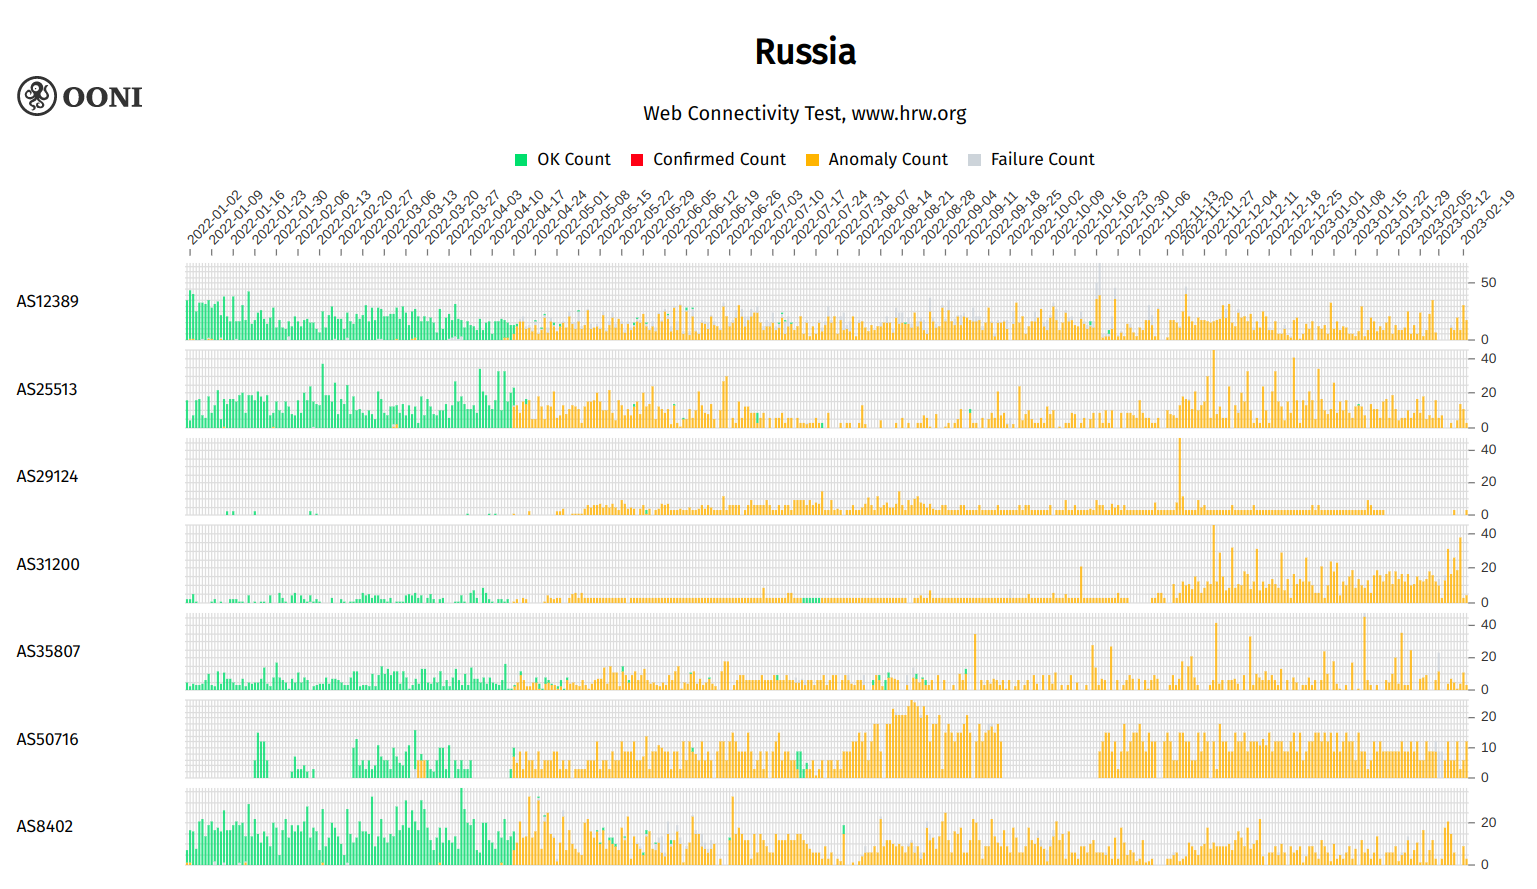 Russia
OONI
Web Connectivity Test, www.hrw.org
OK Count Confirmed Count Anomaly Count Failure Count
2022-01-02 2022-01-09 2022-01-16 2022-01-23 2022-01-30 2022-02-06 2022-02-13 2022-02-20 2022-02-27 2022-03-06 2022-03-13 2022-03-20 2022-03-27 2022-04-03 2022-04-10 2022-04-17 2022-04-24 2022-05-01 2022-05-08 2022-05-15 2022-05-22 2022-05-29 2022-06-05 2022-06-12 2022-06-19 2022-06-26 2022-07-03 2022-07-10 2022-07-17 2022-07-24 2022-07-31 2022-08-07 2022-08-14 2022-08-21 2022-08-28 2022-09-04 2022-09-11 2022-09-18 2022-09-25 2022-10-02 2022-10-09 2022-10-16 2022-10-23 2022-10-30 2022-11-06 2022-11-13 2022-11-20 2022-11-27 2022-12-04 2022-12-11 2022-12-18 2022-12-25 2023-01-01 2023-01-08 2023-01-15 2023-01-22 2023-01-29 2023-02-05 2023-02-12 2023-02-19
50
AS12389
0
40
AS25513
20
0
40
AS29124
20
0
40
AS31200
20
0
40
AS35807
20
0
20
AS50716
10
0
AS8402
20
0